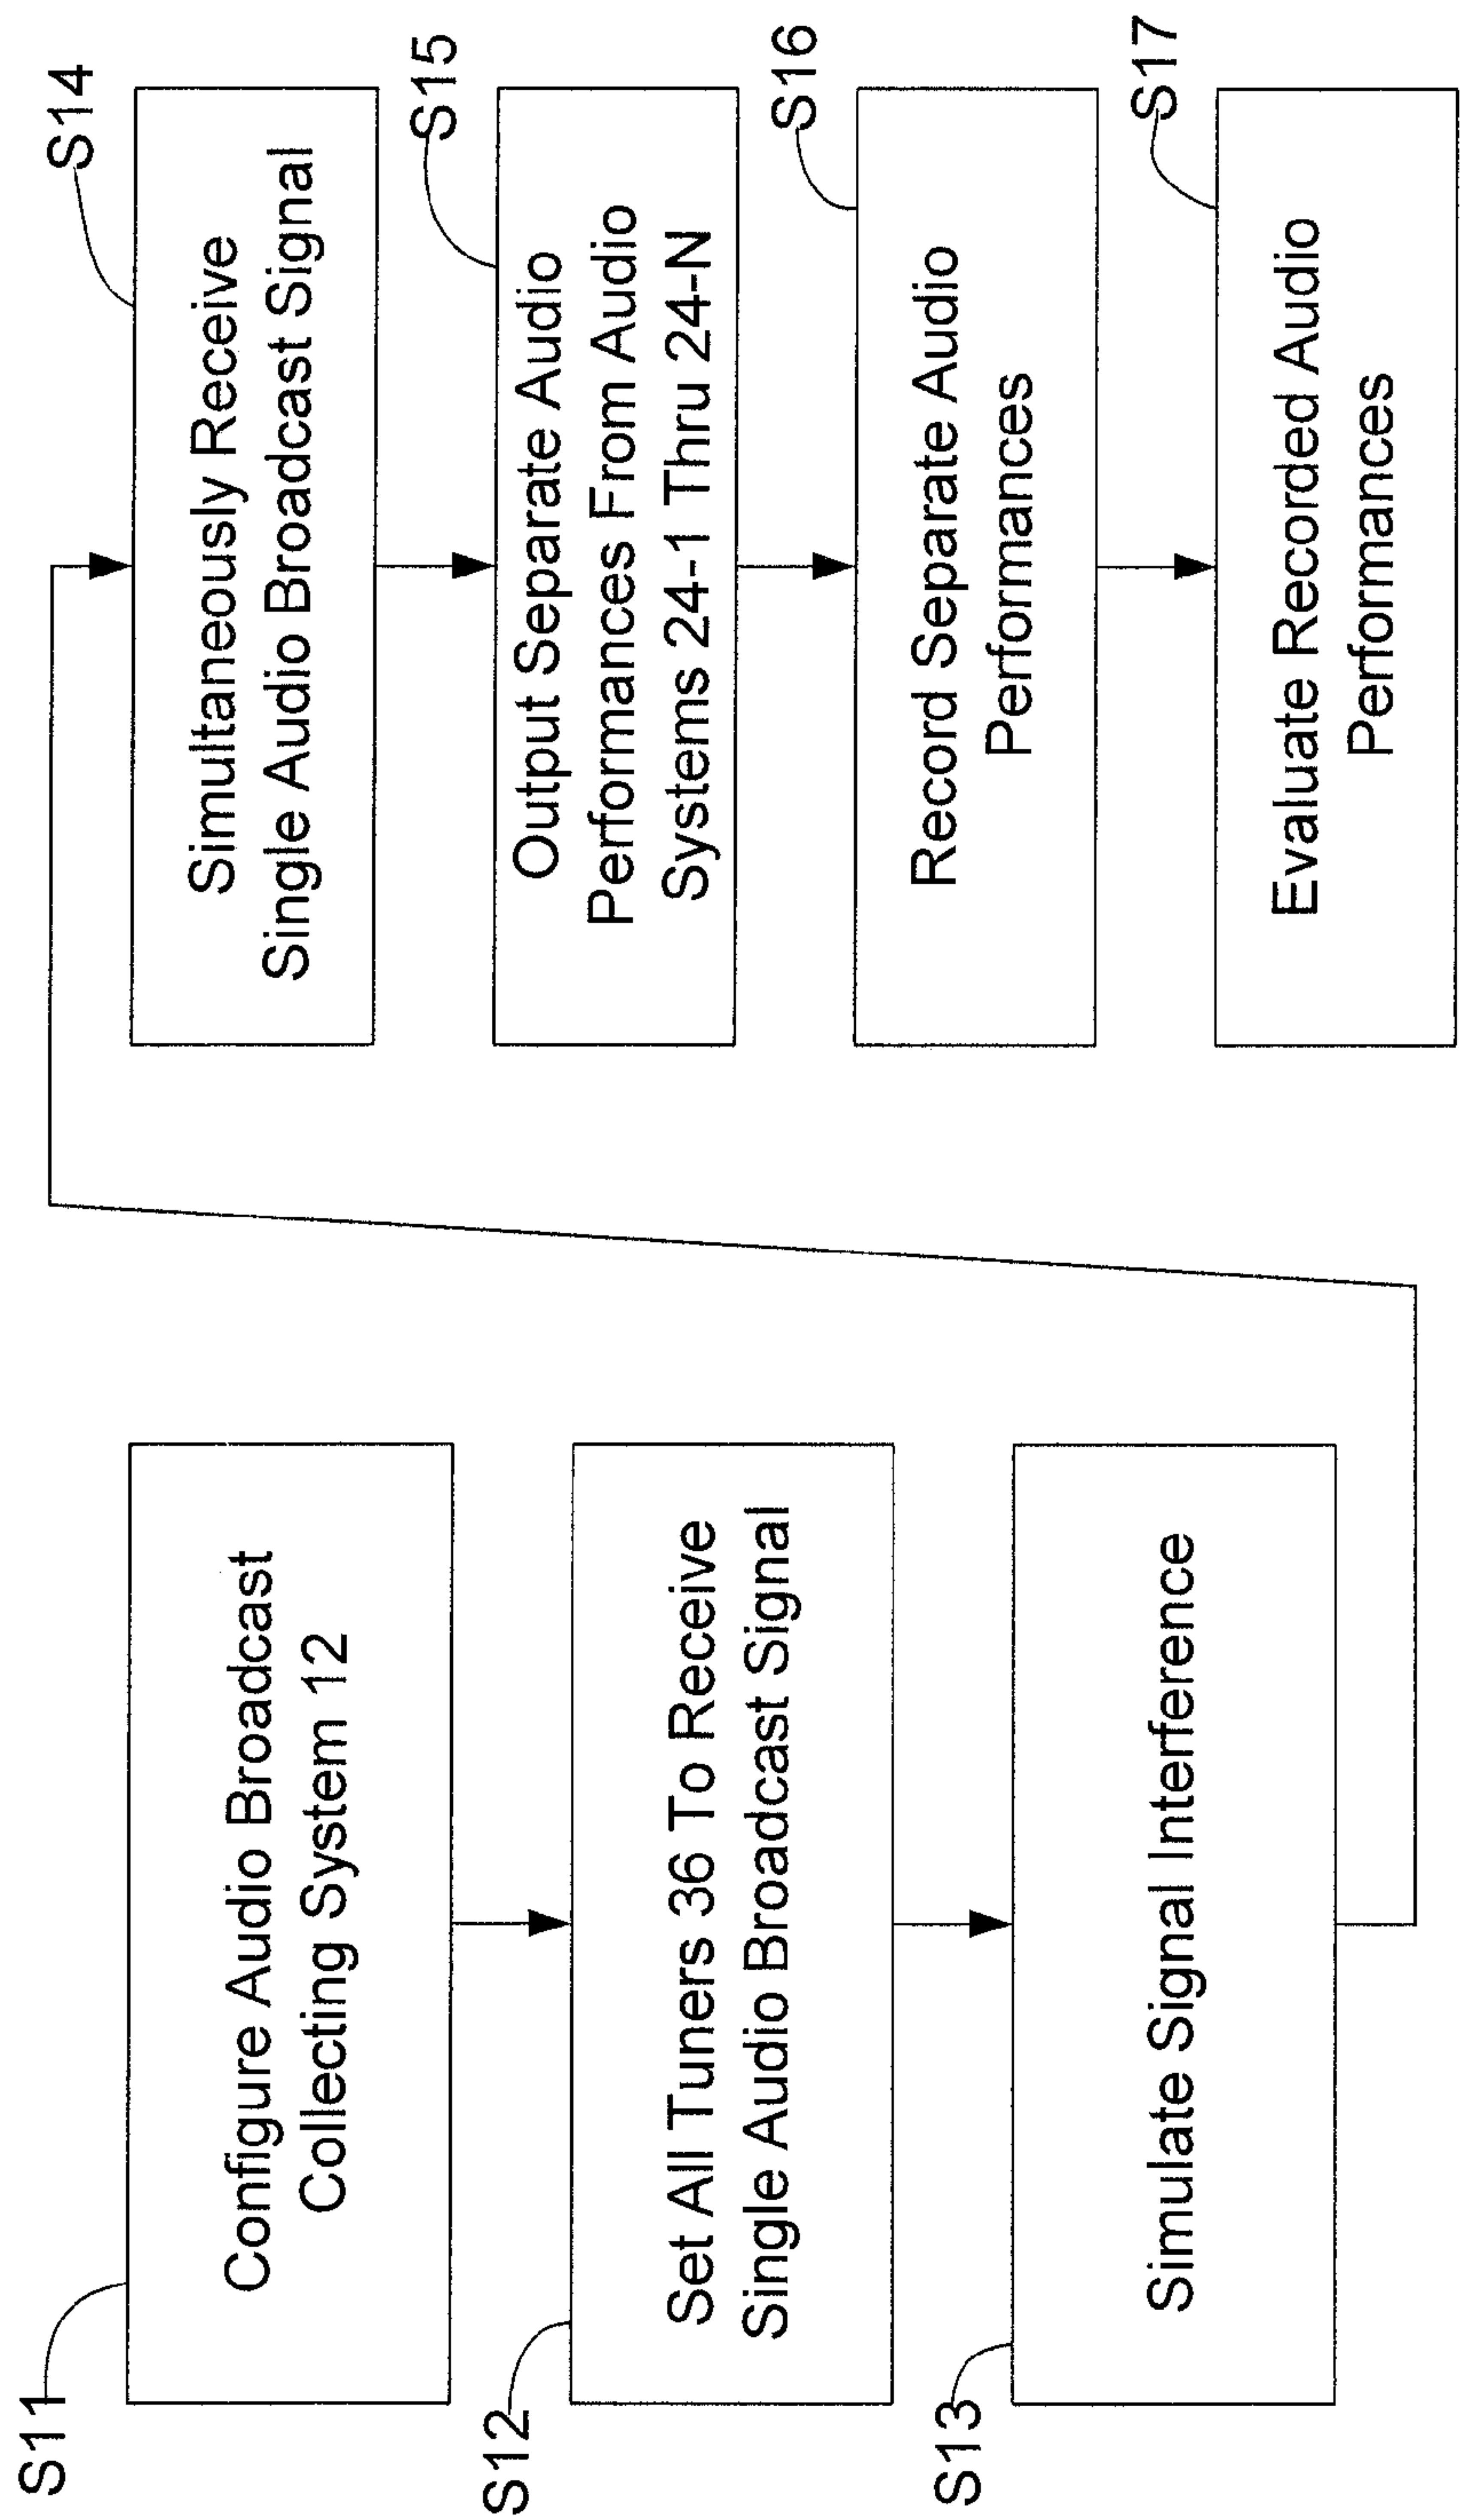 S11
Configure Audio Broadcast
Collecting System 12
S12
Set All Tuners 36 To Receive
Single Audio Broadcast Signal
S13
Simulate Signal Interference
S14
Simultaneously Receive
Single Audio Broadcast Signal
S15
Output Separate Audio
Performances From Audio
Systems 24-1 Thru 24-N
S16
Record Separate Audio
Performances
S17
Evaluate Recorded Audio
Performances